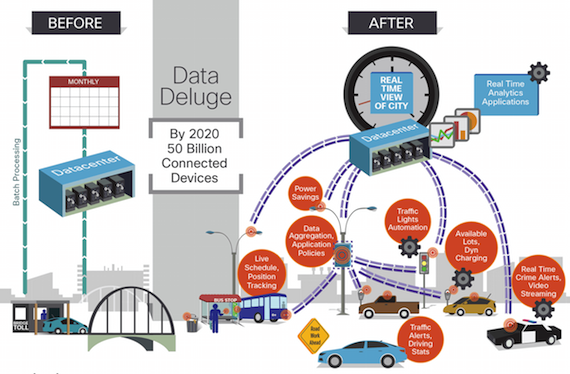 BEFORE
MONTHLY
Batch Processing
Datacenter
BRIDGE
TOLL
Data
Deluge
By 2020
50 Billion
Connected
Devices
AFTER
REAL
TIME
VIEW
OF CITY
Real Time
Analytics
Applications
Datacenter
Power
Savings
Data
Aggregation,
Application
Policies
Live
Schedule,
Position
Tracking
BUS STOP
Traffic
Lights
Automation
Available
Lots,
Dyn
Charging
Real Time
Crime Alerts,
Video
Streaming
Road
Work
Ahead
Traffic
Alerts,
Driving
Stats